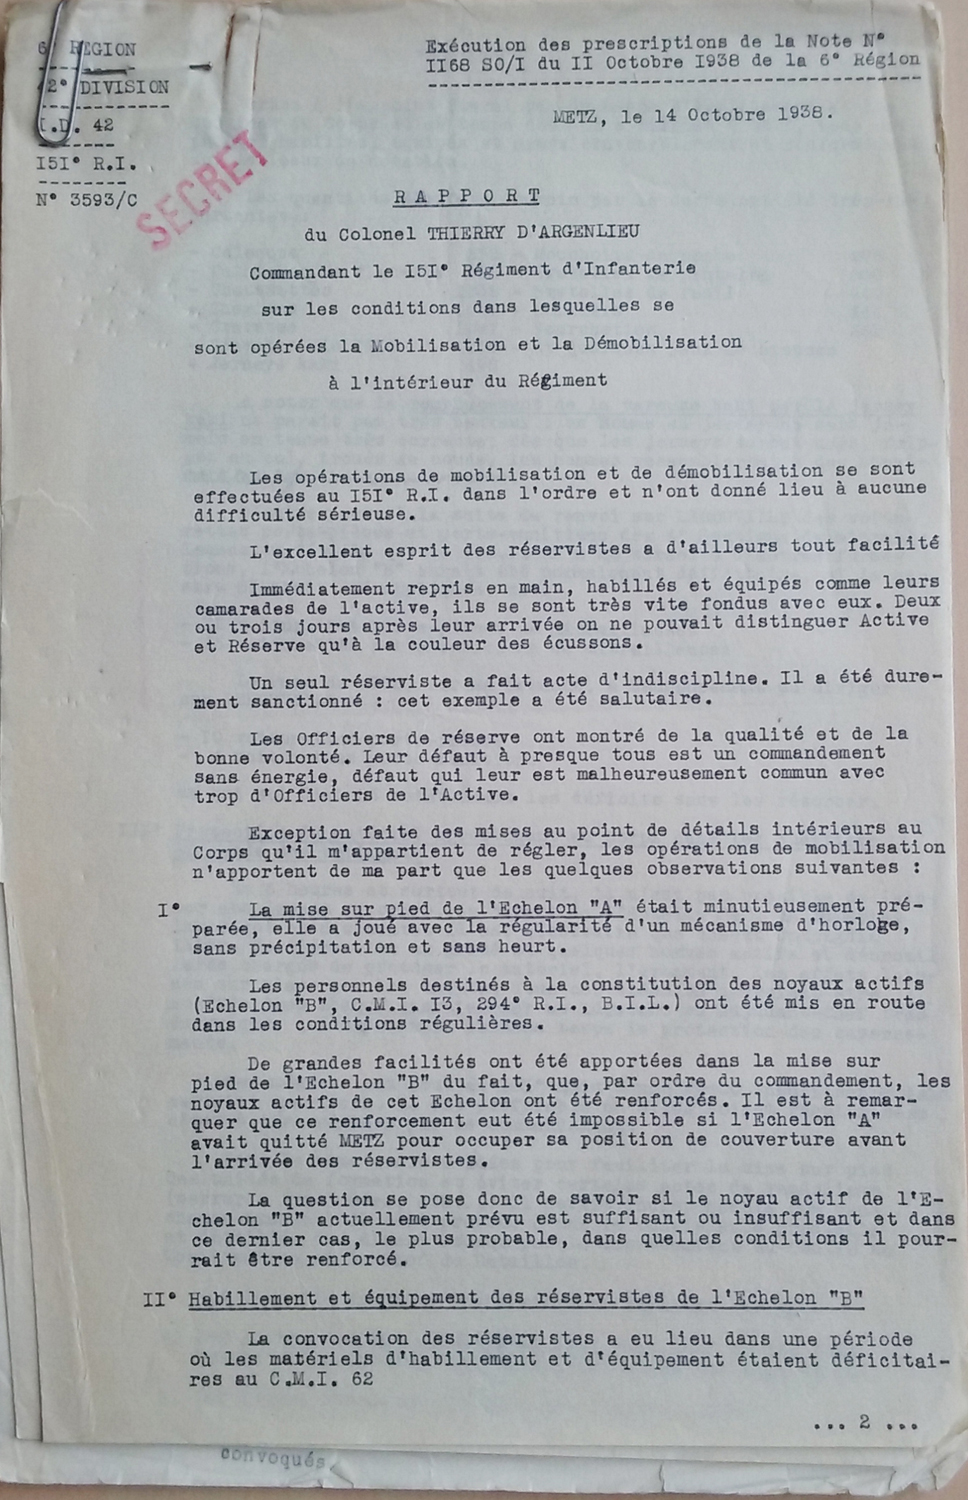 6° REGION
42° DIVISION
I.D. 42
I5I° R.I.
N° 3593/C
SECRET
Exécution des prescriptions de la Note N°
II68 SO/I du II Octobre I938 de la 6° Région
METZ, le 14 Octobre 1938.
RAPPORT
du Colonel THIERRY D'ARGENLIEU
Commandant le I5I° Régiment d'Infanterie
sur les conditions dans lesquelles se
sont opérées la Mobilisation et la Démobilisation
à l'intérieur du Régiment
Les opérations de mobilisation et de démobilisation se sont
effectuées au I5I° R.I. dans l'ordre et n'ont donné lieu à aucune
difficulté sérieuse.
L'excellent esprit des réservistes a d'ailleurs tout facilité
Immédiatement repris en main, habillés et équipés comme leurs
camarades de l'active, ils se sont très vite fondus avec eux. Deux
ou trois jours après leur arrivée on ne pouvait distinguer Active
et Réserve qu'à la couleur des écussons.
Un seul réserviste a fait acte d'indiscipline. Il a été dure-
ment sanctionné : cet exemple a été salutaire.
Les Officiers de réserve ont montré de la qualité et de la
bonne volonté. Leur défaut à presque tous est un commandement
sans énergie, défaut qui leur est malheureusement commun avec
trop d'Officiers de l'Active.
Exception faite des mises au point de détails intérieurs au
Corps qu'il m'appartient de régler, les opérations de mobilisation
n'apportent de ma part que les quelques observations suivantes :
I° La mise sur pied de l'Echelon "A" était minutieusement pré-
parée, elle a joué avec la régularité d'un mécanisme d'horloge,
sans précipitation et sans heurt.
Les personnels destinés à la constitution des noyaux actifs
(Echelon "B", C.M.I. I3, 294° R.I., B.I.L.) ont été mis en route
dans les conditions régulières.
De grandes facilités ont été apportées dans la mise sur
pied de l'Echelon "B" du fait, que, par ordre du commandement, les
noyaux actifs de cet Echelon ont été renforcés. Il est à remar-
quer que ce renforcement eut été impossible si l'Echelon "A"
avait quitté METZ pour occuper sa position de couverture avant
l'arrivée des réservistes.
La question se pose donc de savoir si le noyau actif de l'E-
chelon "B" actuellement prévu est suffisant ou insuffisant et dans
ce dernier cas, le plus probable, dans quelles conditions il pour-
rait être renforcé.
II° Habillement et équipement des réservistes de l'Echelon "B"
La convocation des réservistes a eu lieu dans une période
où les matériels d'habillement et d'équipement étaient déficitai-
res au C.M.I. 62
... 2 ...
convoqués